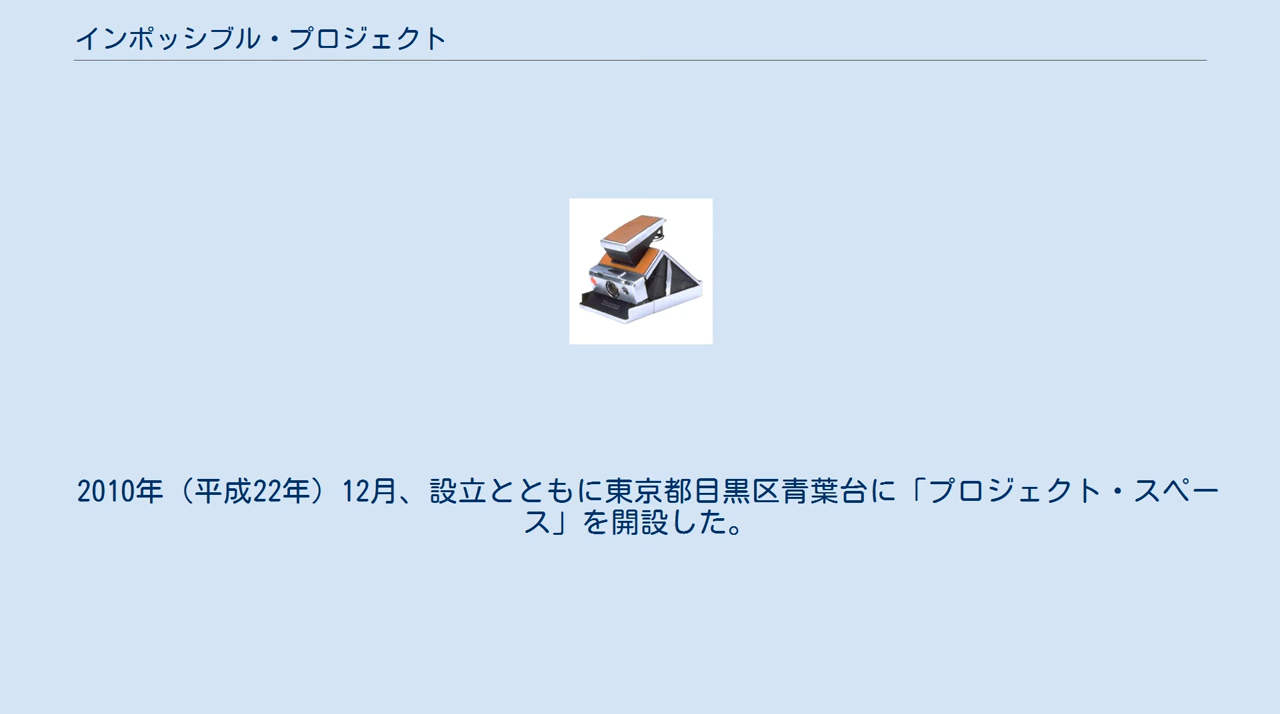 インポッシブル・プロジェクト
2010年（平成22年）12月、設立とともに東京都目黒区青葉台に「プロジェクト・スペー
ス」を開設した。